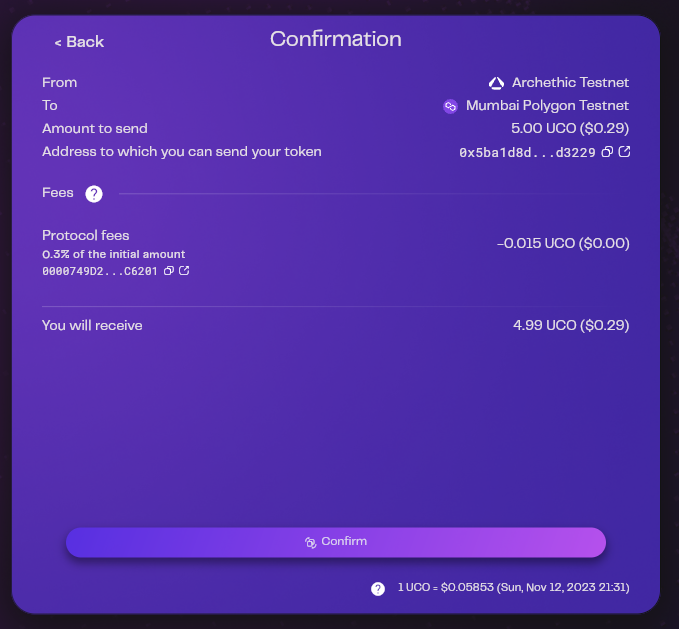 < Back
Confirmation
From Archethic Testnet
To Mumbai Polygon Testnet
Amount to send 5.00 UCO ($0.29)
Address to which you can send your token 0x5ba1d8d...d3229
Fees ?
Protocol fees
-0.015 UCO ($0.00)
0.3% of the initial amount
0000749D2...C6201
You will receive 4.99 UCO ($0.29)
Confirm
? 1 UCO = $0.05853 (Sun, Nov 12, 2023 21:31)